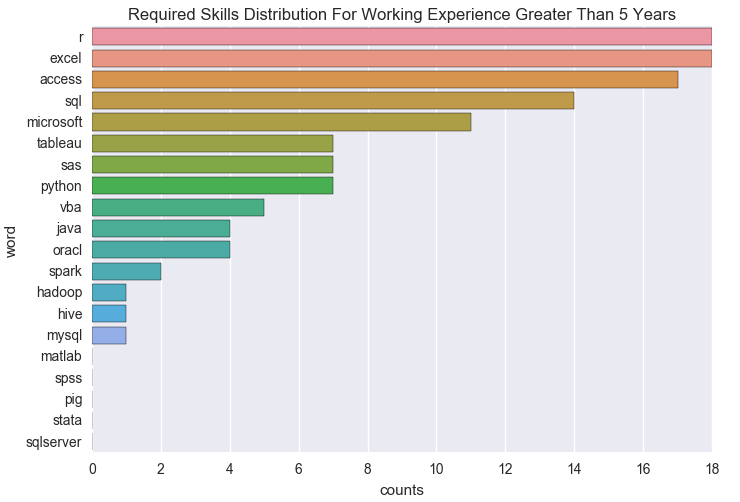 Required Skills Distribution For Working Experience Greater Than 5 Years
r
excel
access
sql
microsoft
tableau
sas
python
vba
java
oracl
spark
hadoop
hive
mysql
matlab
spss
pig
stata
sqlserver
word
0 2 4 6 8 10 12 14 16 18
counts